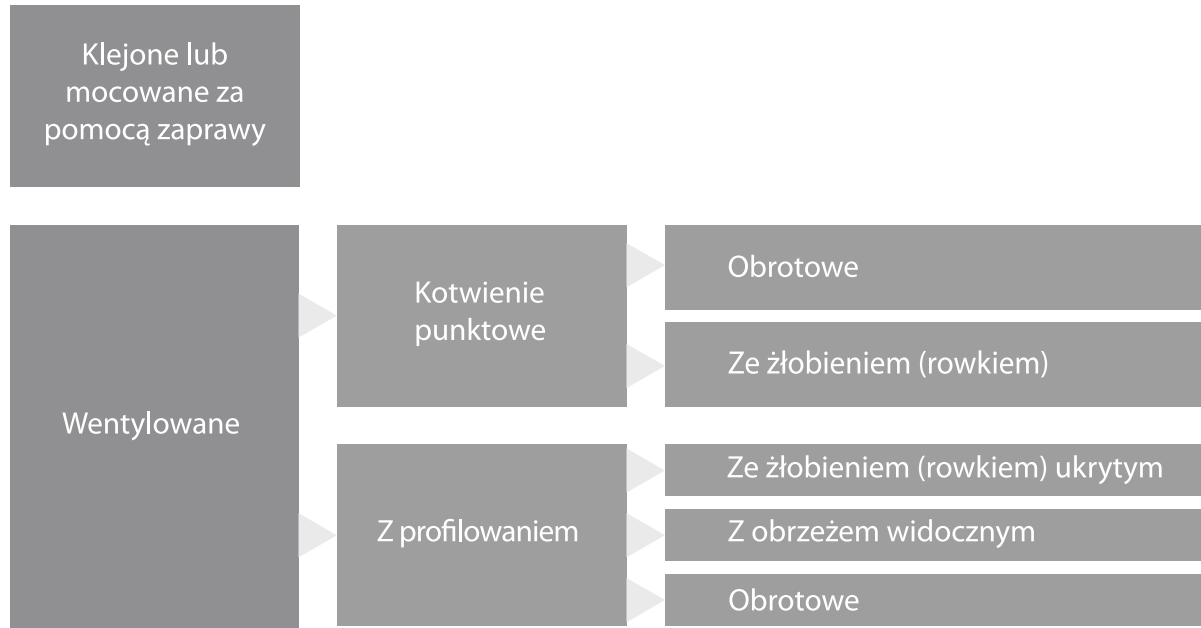 Klejone lub
mocowane za
pomocą zaprawy
Wentylowane
Kotwienie
punktowe
Obrotowe
Ze żłobieniem (rowkiem)
Z profilowaniem
Ze żłobieniem (rowkiem) ukrytym
Z obrzeżem widocznym
Obrotowe